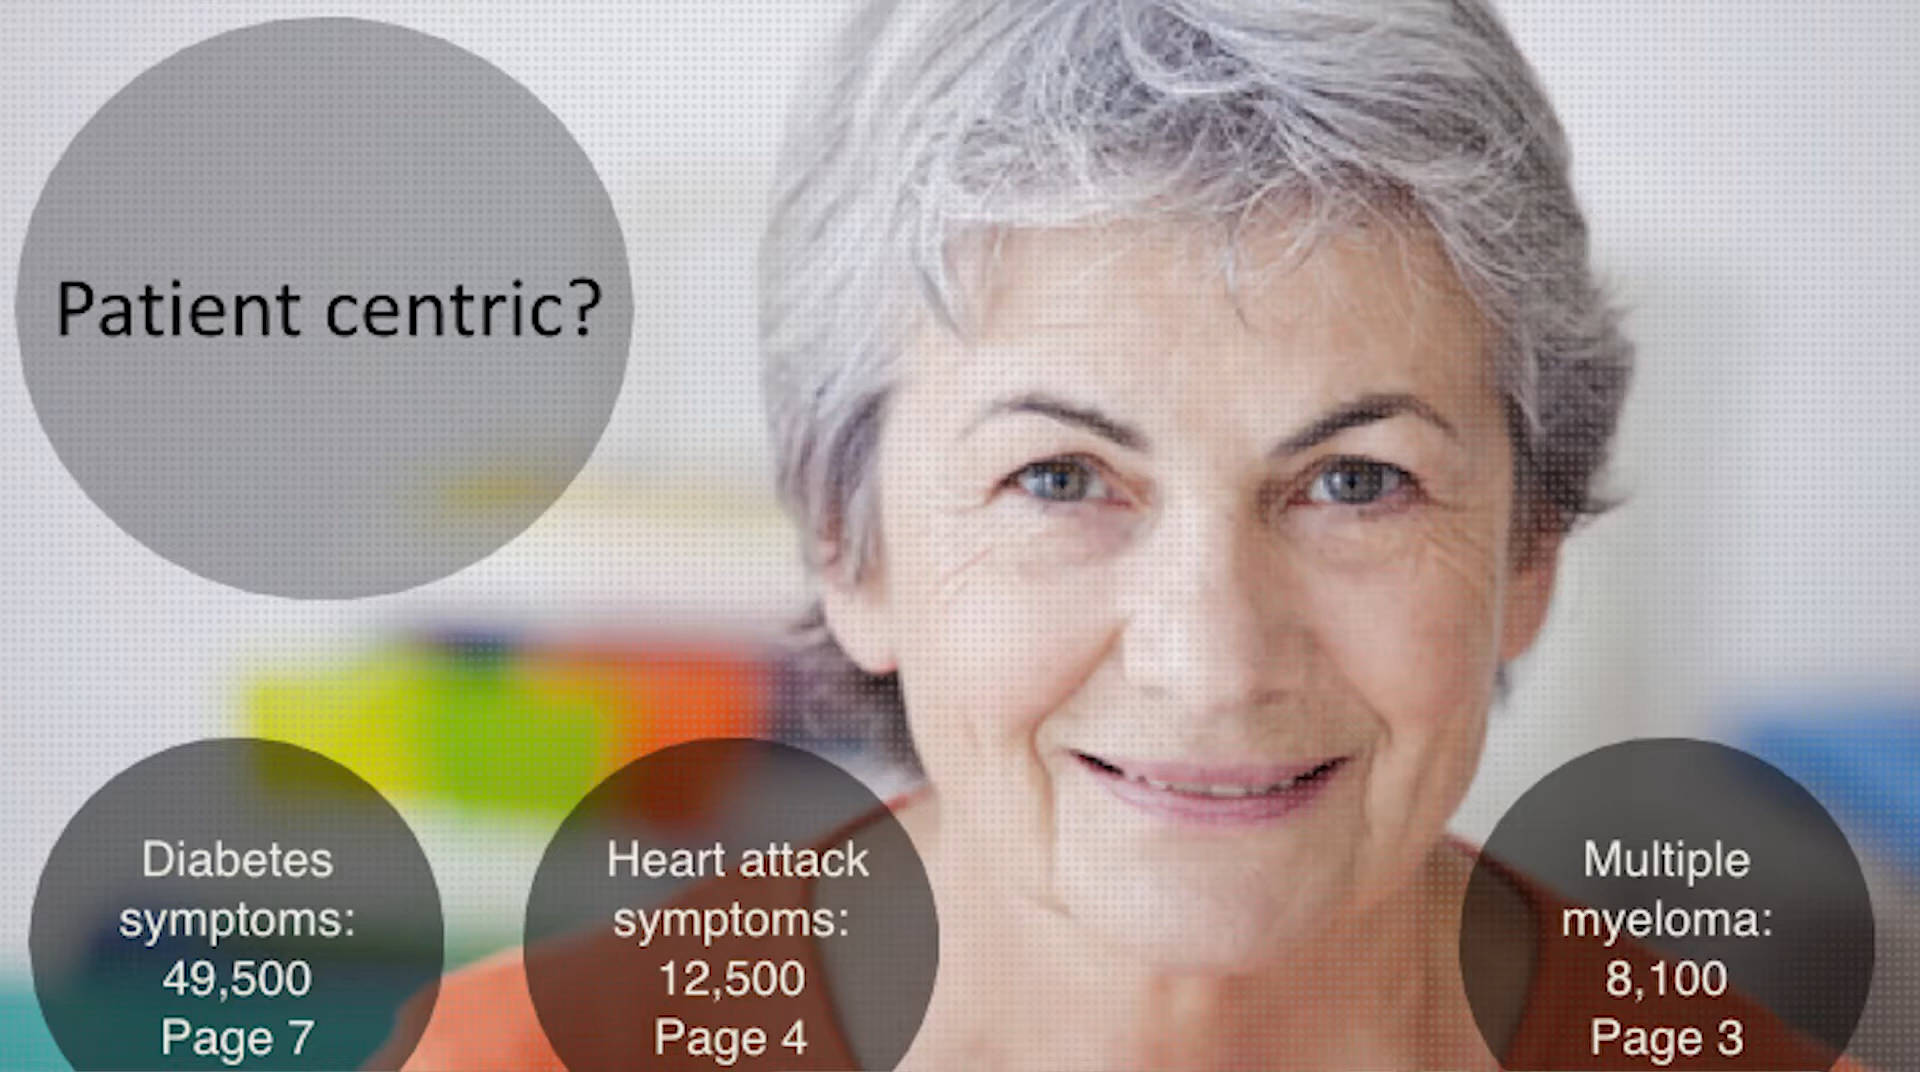 Patient centric?
Diabetes
symptoms:
49,500
Page 7
Heart attack
symptoms:
12,500
Page 4
Multiple
myeloma:
8,100
Page 3